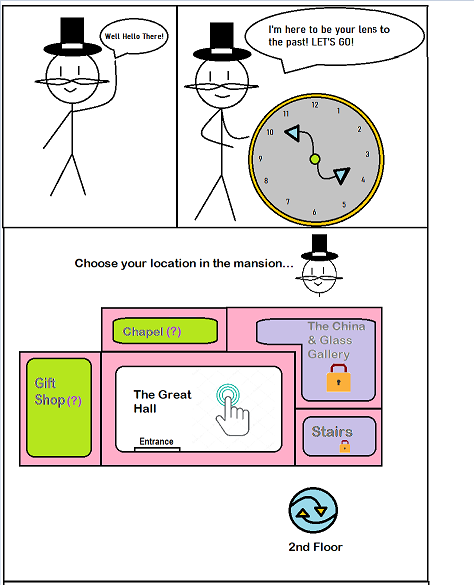 Well Hello There!
I'm here to be your lens to
the past! LET'S GO!
12
1
2
3
4
5
6
7
8
9
10
11
Choose your location in the mansion...
Chapel (?)
The China
& Glass
Gallery
Gift
Shop(?)
The Great
Hall
Entrance
Stairs
2nd Floor